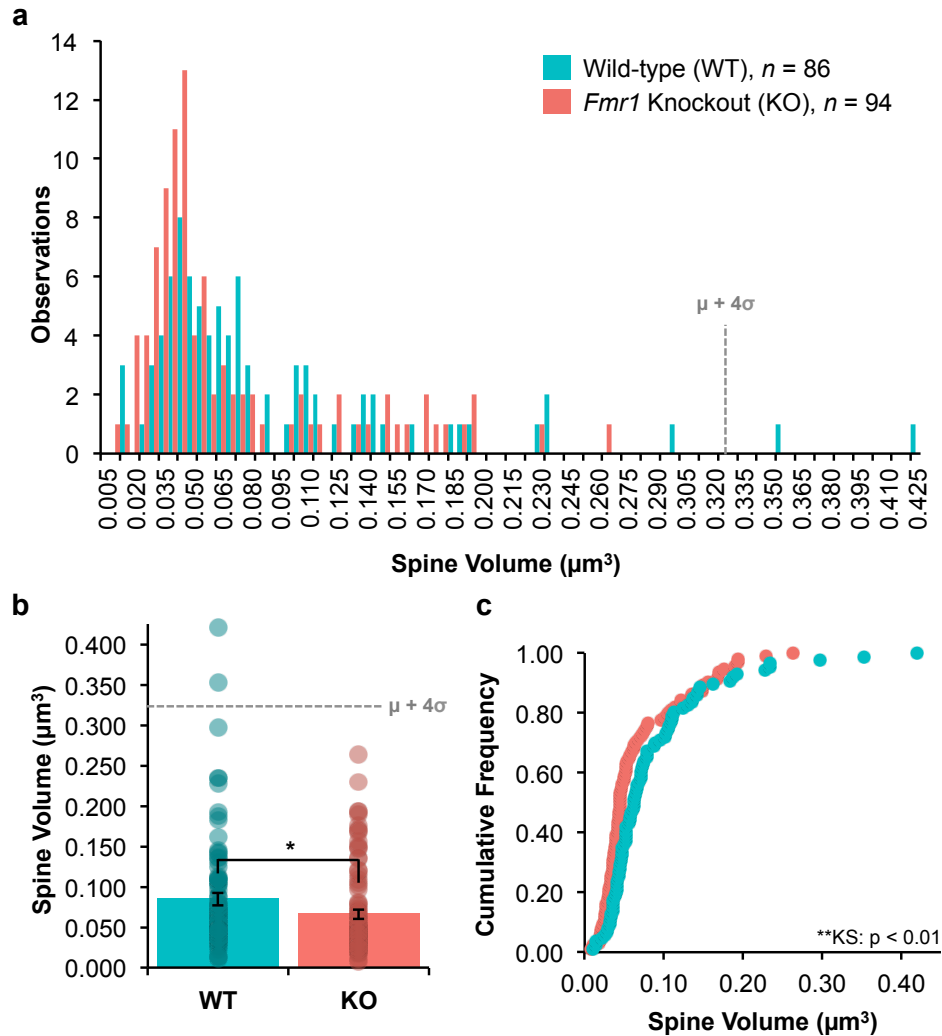 a
14
12
10
8
6
4
2
0
Observations
Wild-type (WT), n = 86
Fmr1 Knockout (KO), n = 94
μ + 4σ
0.005 0.020 0.035 0.050 0.065 0.080 0.095 0.110 0.125 0.140 0.155 0.170 0.185 0.200 0.215 0.230 0.245 0.260 0.290 0.305 0.320 0.335 0.350 0.395 0.410 0.425
Spine Volume (μm³)
b
0.400
0.350
0.300
0.250
0.200
0.150
0.100
0.050
0.000
Spine Volume (μm³)
μ + 4σ
*
WT KO
c
1.00
0.80
0.60
0.40
0.20
0.00
Cumulative Frequency
**KS: p < 0.01
0.00 0.10 0.20 0.30 0.40
Spine Volume (μm³)